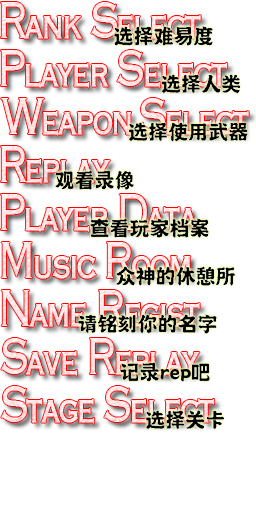 Rank Select
选择难易度
Player Select
选择人类
Weapon Select
选择使用武器
Replay
观看录像
Player Data
查看玩家档案
Music Room
众神的休憩所
Name Regist
请铭刻你的名字
Save Replay
记录rep吧
Stage Select
选择关卡